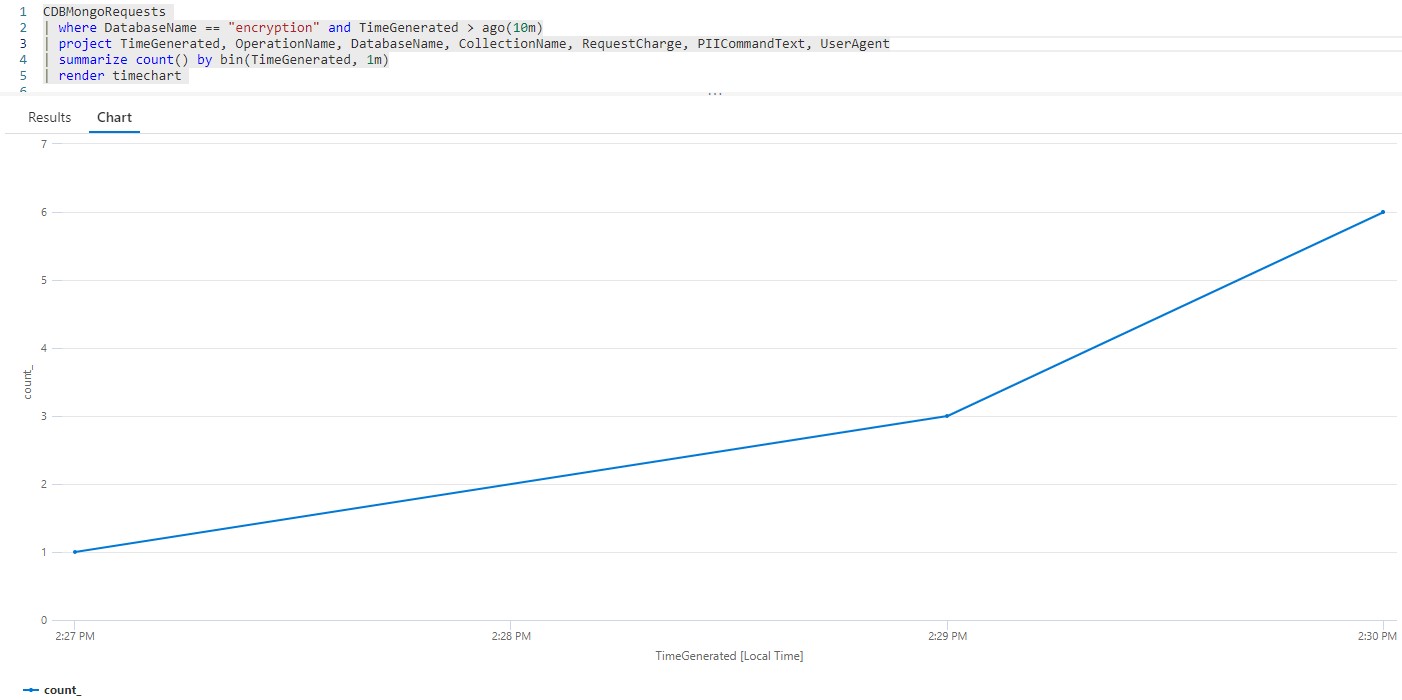 1 CDBMongoRequests
2 | where DatabaseName == "encryption" and TimeGenerated > ago(10m)
3 | project TimeGenerated, OperationName, DatabaseName, CollectionName, RequestCharge, PIICommandText, UserAgent
4 | summarize count() by bin(TimeGenerated, 1m)
5 | render timechart
6
...
Results Chart
7
6
5
4
count_
3
2
1
0
2:27 PM 2:28 PM 2:29 PM 2:30 PM
TimeGenerated [Local Time]
count_